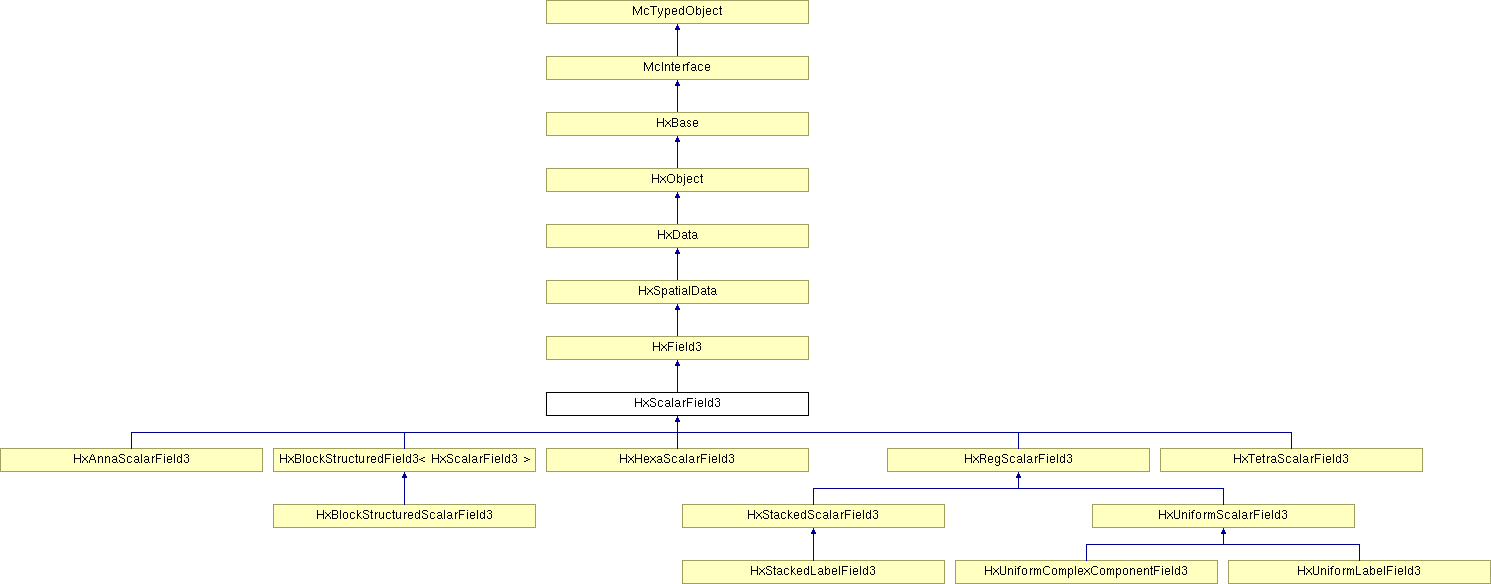 McTypedObject
McInterface
HxBase
HxObject
HxData
HxSpatialData
HxField3
HxScalarField3
HxAnnaScalarField3
HxBlockStructuredField3< HxScalarField3 >
HxHexaScalarField3
HxRegScalarField3
HxTetraScalarField3
HxBlockStructuredScalarField3
HxStackedScalarField3
HxUniformScalarField3
HxStackedLabelField3
HxUniformComplexComponentField3
HxUniformLabelField3